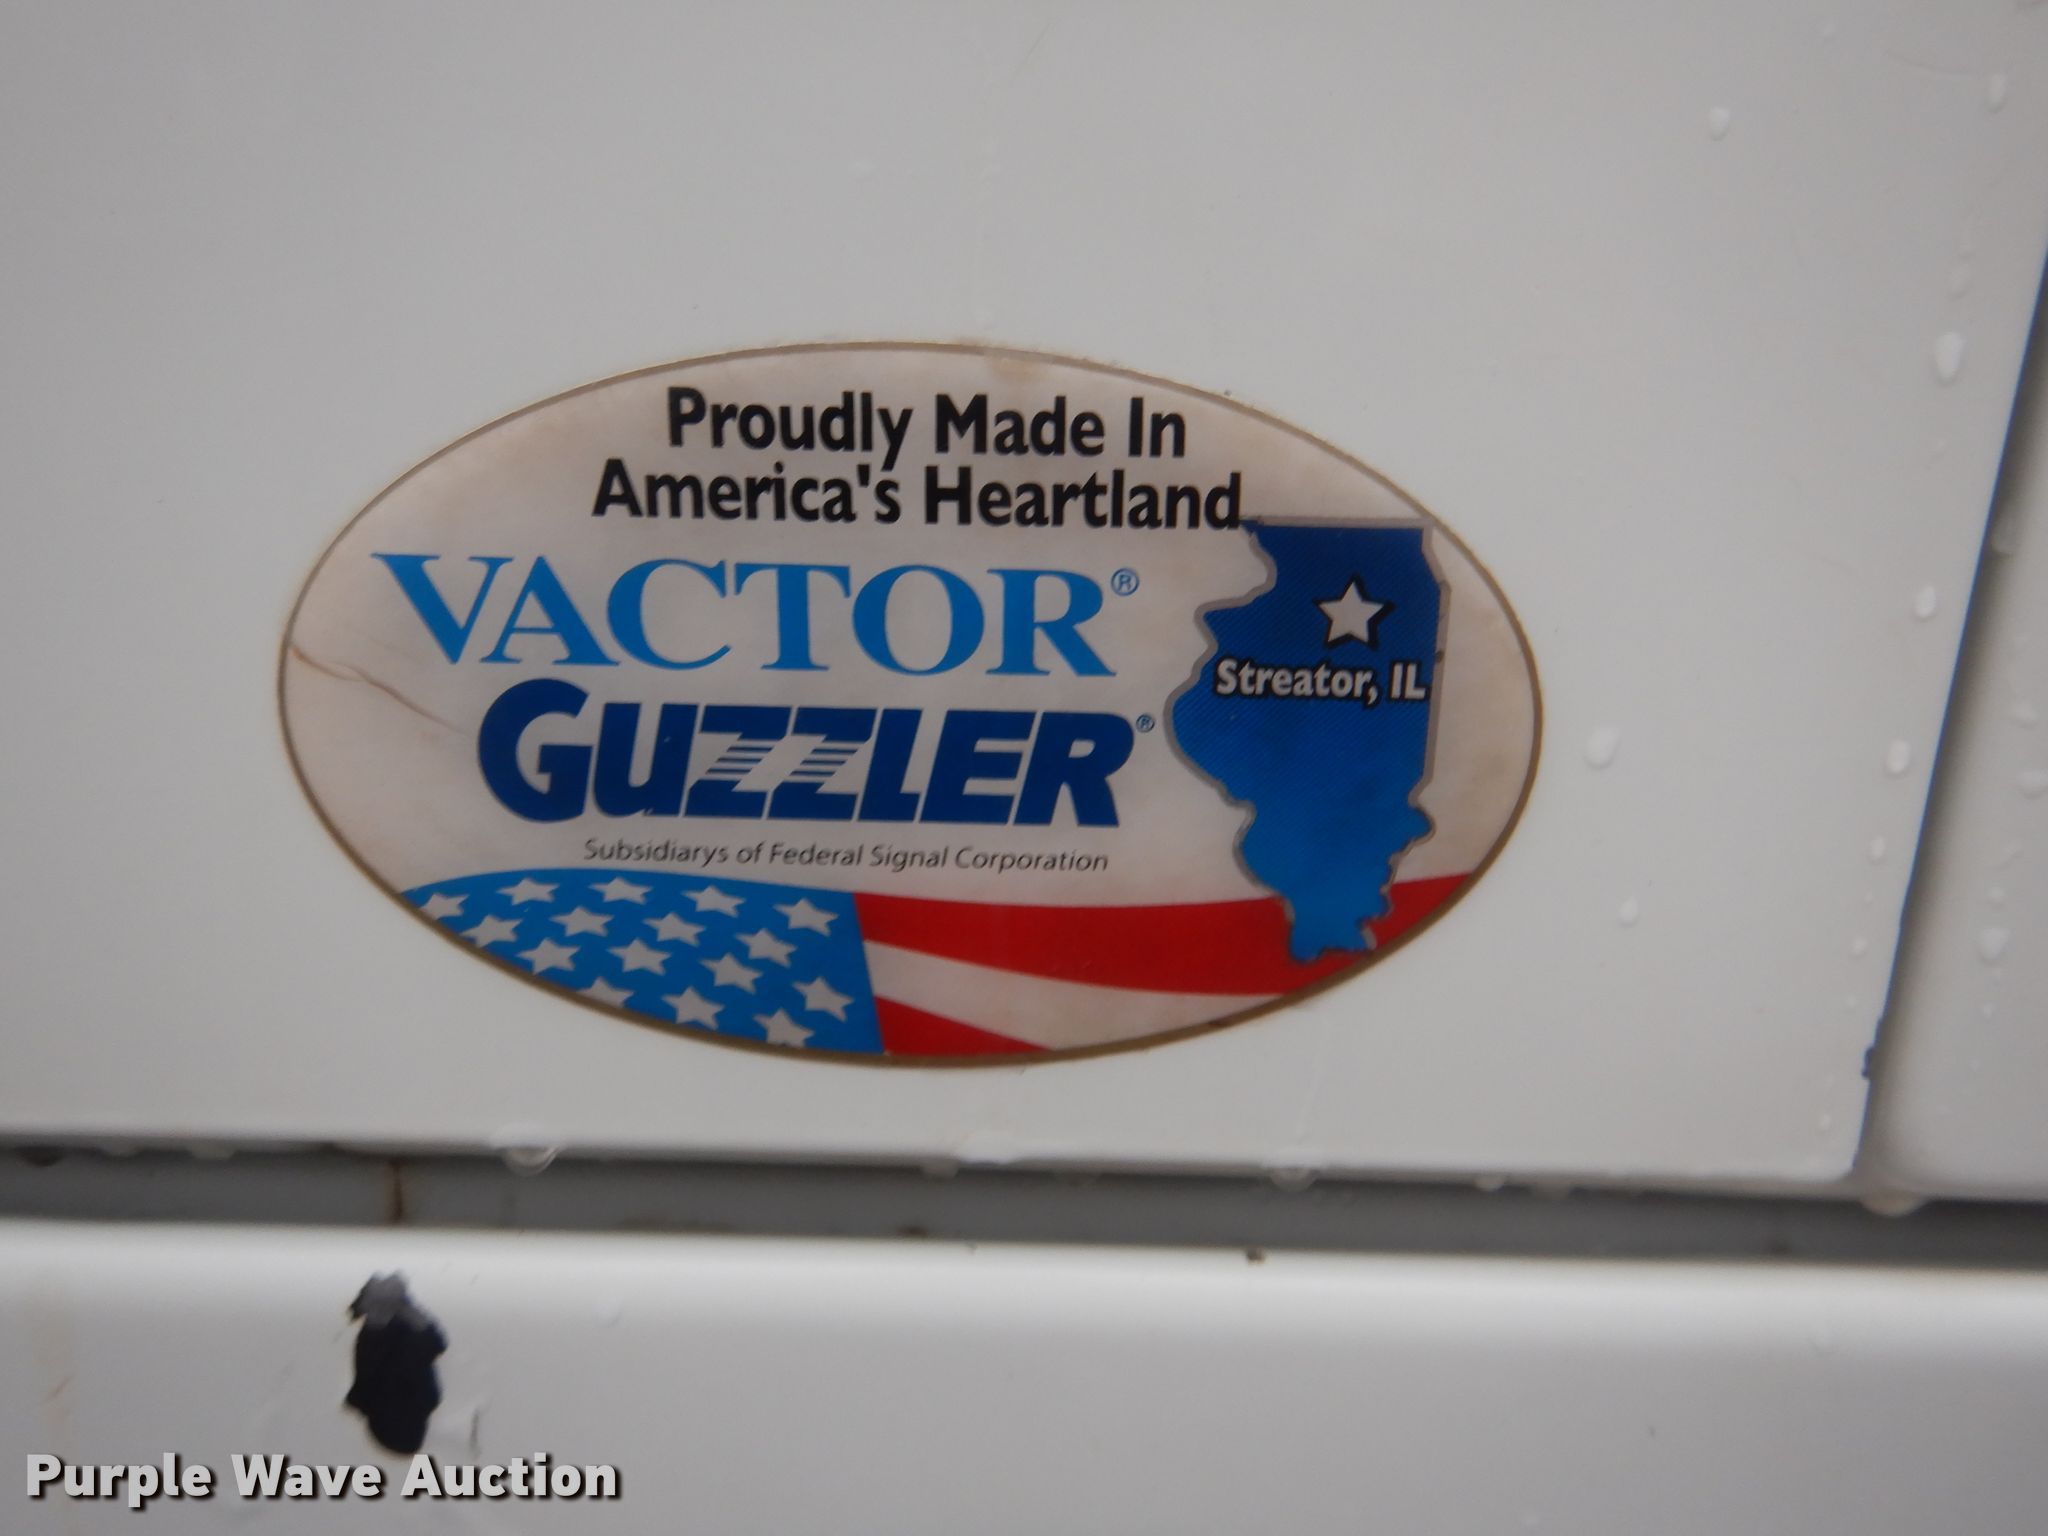 Proudly Made In
America's Heartland
VACTOR®
GUZZLER®
Streator, IL
Subsidiarys of Federal Signal Corporation
Purple Wave Auction